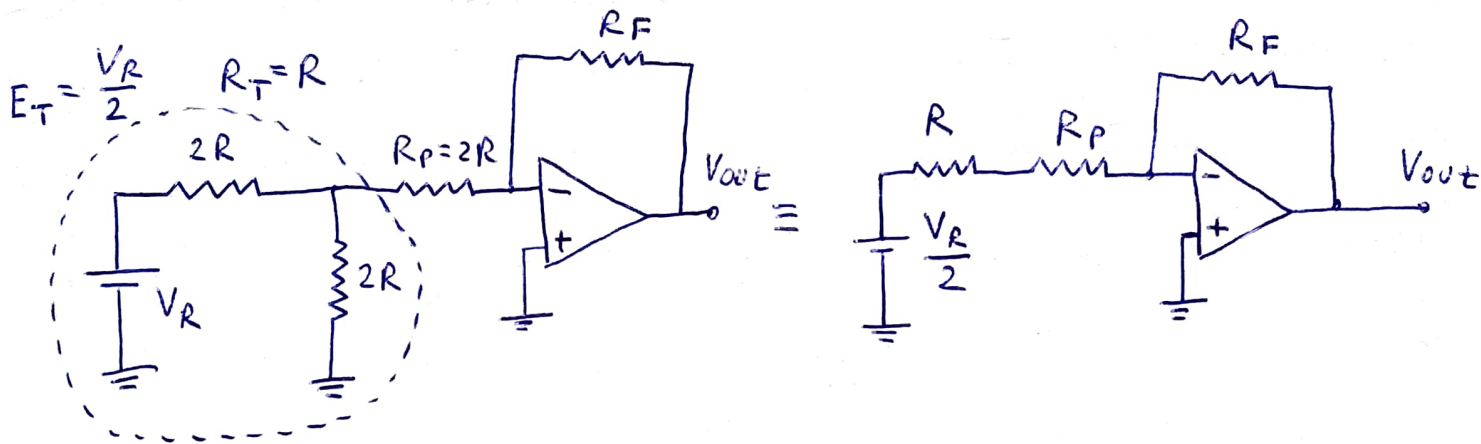 E_T = V_R/2
R_T = R
2R
V_R
2R
R_P = 2R
R_F
-
+
V_out
≡
V_R/2
R
R_P
R_F
-
+
V_out